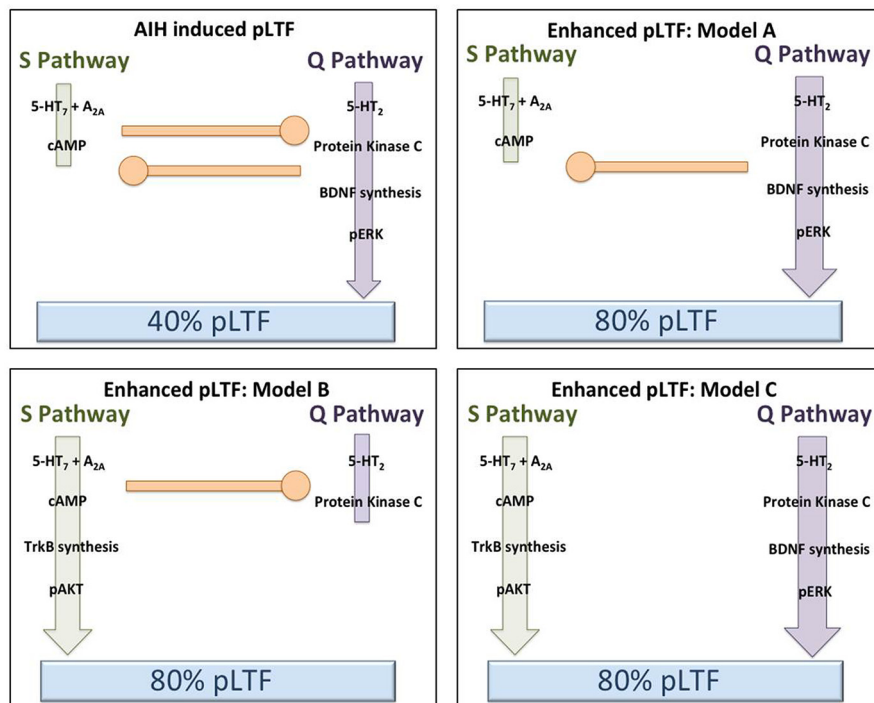 AIH induced pLTF
S Pathway
Q Pathway
5-HT₇ + A₂A
5-HT₂
cAMP
Protein Kinase C
BDNF synthesis
pERK
40% pLTF
Enhanced pLTF: Model A
S Pathway
Q Pathway
5-HT₇ + A₂A
5-HT₂
cAMP
Protein Kinase C
BDNF synthesis
pERK
80% pLTF
Enhanced pLTF: Model B
S Pathway
Q Pathway
5-HT₇ + A₂A
5-HT₂
cAMP
Protein Kinase C
TrkB synthesis
pAKT
80% pLTF
Enhanced pLTF: Model C
S Pathway
Q Pathway
5-HT₇ + A₂A
5-HT₂
cAMP
Protein Kinase C
TrkB synthesis
BDNF synthesis
pAKT
pERK
80% pLTF